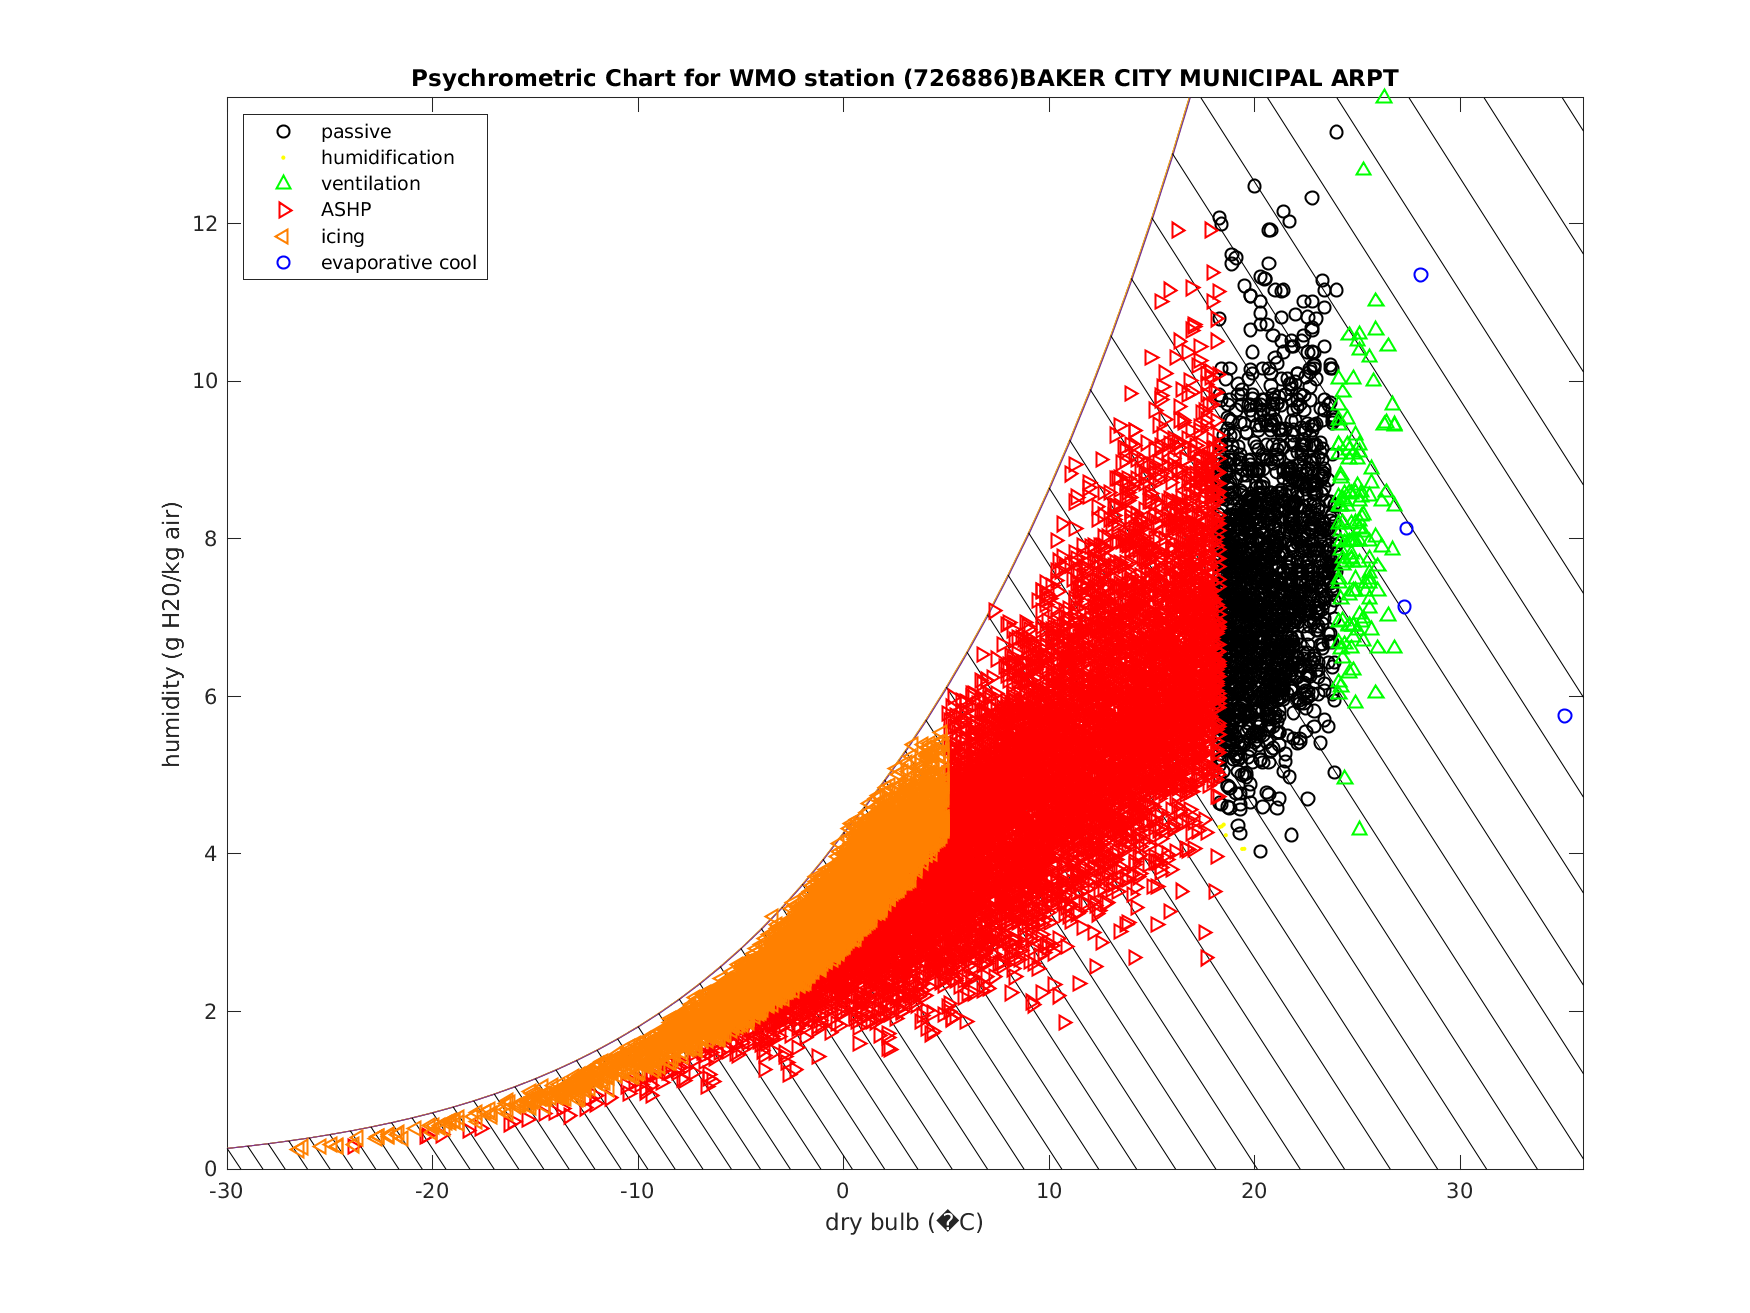 Psychrometric Chart for WMO station (726886)BAKER CITY MUNICIPAL ARPT
passive
humidification
ventilation
ASHP
icing
evaporative cool
humidity (g H20/kg air)
12
10
8
6
4
2
0
-30 -20 -10 0 10 20 30
dry bulb (�C)